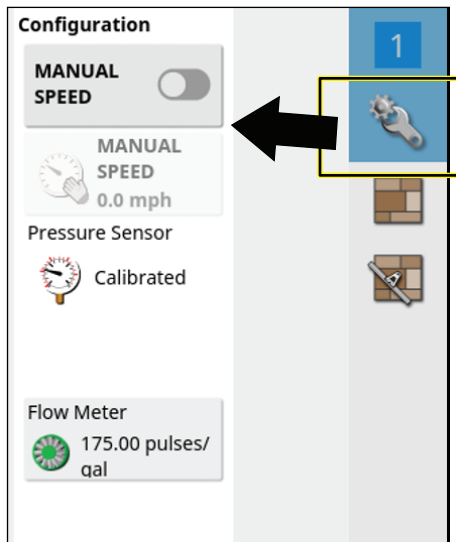 Configuration
1
MANUAL
SPEED
MANUAL
SPEED
0.0 mph
Pressure Sensor
Calibrated
Flow Meter
175.00 pulses/
gal